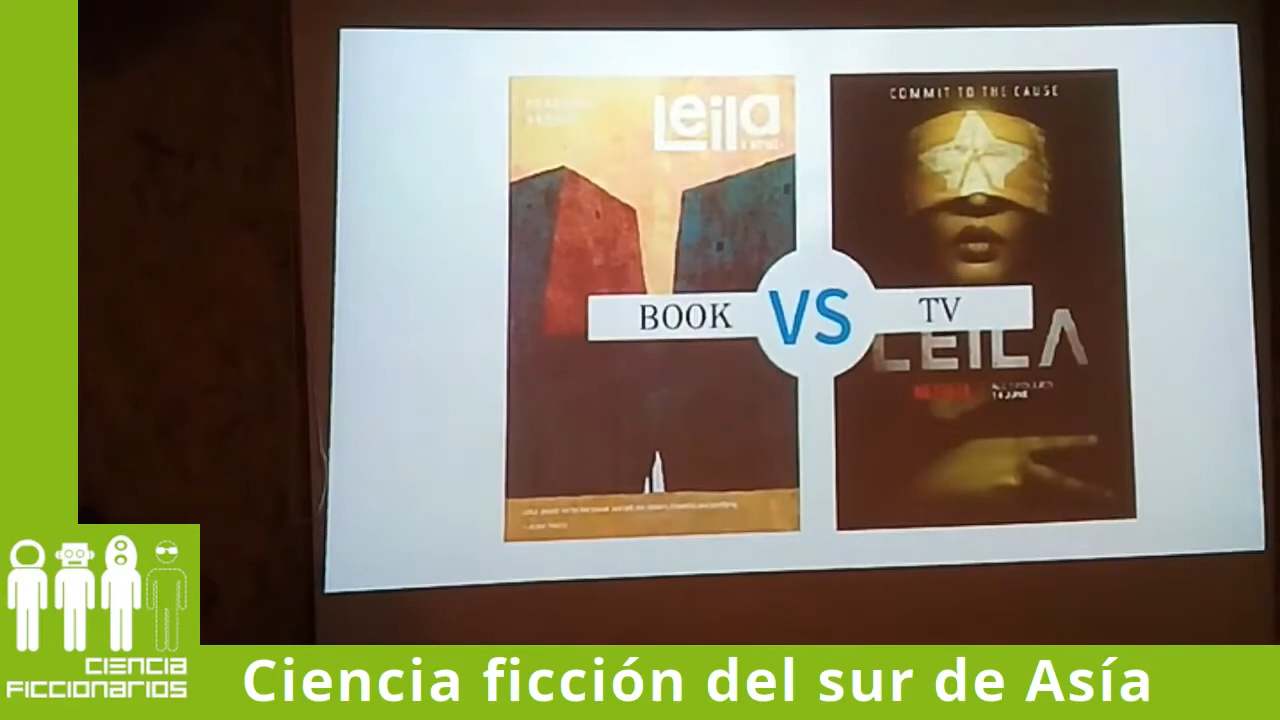 Leila
COMMIT TO THE CAUSE
BOOK
VS
TV
LEILA
14 JUNE
CIENCIA
FICCIONARIOS
Ciencia ficción del sur de Asía